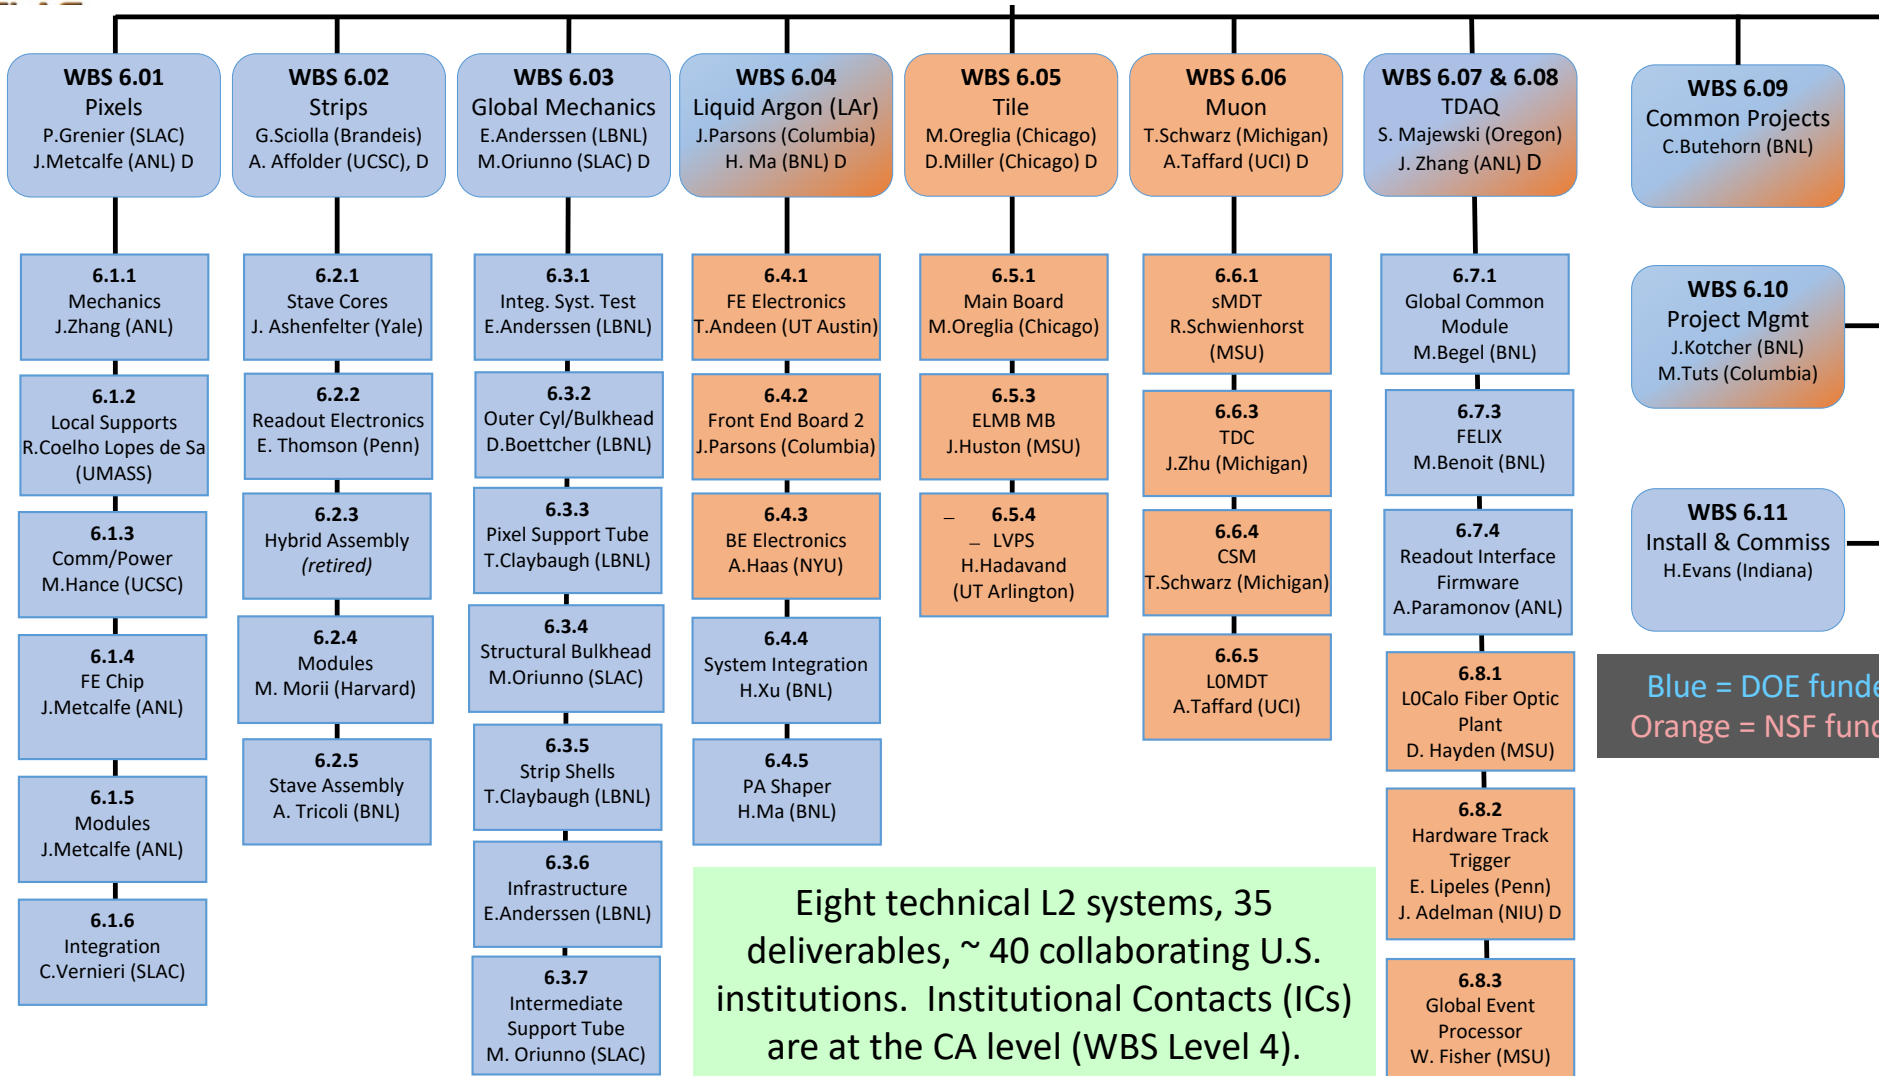 WBS 6.01
Pixels
P.Grenier (SLAC)
J.Metcalfe (ANL) D
6.1.1
Mechanics
J.Zhang (ANL)
6.1.2
Local Supports
R.Coelho Lopes de Sa
(UMASS)
6.1.3
Comm/Power
M.Hance (UCSC)
6.1.4
FE Chip
J.Metcalfe (ANL)
6.1.5
Modules
J.Metcalfe (ANL)
6.1.6
Integration
C.Vernieri (SLAC)
WBS 6.02
Strips
G.Sciolla (Brandeis)
A. Affolder (UCSC), D
6.2.1
Stave Cores
J. Ashenfelter (Yale)
6.2.2
Readout Electronics
E. Thomson (Penn)
6.2.3
Hybrid Assembly
(retired)
6.2.4
Modules
M. Morii (Harvard)
6.2.5
Stave Assembly
A. Tricoli (BNL)
WBS 6.03
Global Mechanics
E.Anderssen (LBNL)
M.Oriunno (SLAC) D
6.3.1
Integ. Syst. Test
E.Anderssen (LBNL)
6.3.2
Outer Cyl/Bulkhead
D.Boettcher (LBNL)
6.3.3
Pixel Support Tube
T.Claybaugh (LBNL)
6.3.4
Structural Bulkhead
M.Oriunno (SLAC)
6.3.5
Strip Shells
T.Claybaugh (LBNL)
6.3.6
Infrastructure
E.Anderssen (LBNL)
6.3.7
Intermediate
Support Tube
M. Oriunno (SLAC)
WBS 6.04
Liquid Argon (LAr)
J.Parsons (Columbia)
H. Ma (BNL) D
6.4.1
FE Electronics
T.Andeen (UT Austin)
6.4.2
Front End Board 2
J.Parsons (Columbia)
6.4.3
BE Electronics
A.Haas (NYU)
6.4.4
System Integration
H.Xu (BNL)
6.4.5
PA Shaper
H.Ma (BNL)
WBS 6.05
Tile
M.Oreglia (Chicago)
D.Miller (Chicago) D
6.5.1
Main Board
M.Oreglia (Chicago)
6.5.3
ELMB MB
J.Huston (MSU)
– 6.5.4
– LVPS
H.Hadavand
(UT Arlington)
WBS 6.06
Muon
T.Schwarz (Michigan)
A.Taffard (UCI) D
6.6.1
sMDT
R.Schwienhorst
(MSU)
6.6.3
TDC
J.Zhu (Michigan)
6.6.4
CSM
T.Schwarz (Michigan)
6.6.5
L0MDT
A.Taffard (UCI)
WBS 6.07 & 6.08
TDAQ
S. Majewski (Oregon)
J. Zhang (ANL) D
6.7.1
Global Common
Module
M.Begel (BNL)
6.7.3
FELIX
M.Benoit (BNL)
6.7.4
Readout Interface
Firmware
A.Paramonov (ANL)
6.8.1
L0Calo Fiber Optic
Plant
D. Hayden (MSU)
6.8.2
Hardware Track
Trigger
E. Lipeles (Penn)
J. Adelman (NIU) D
6.8.3
Global Event
Processor
W. Fisher (MSU)
WBS 6.09
Common Projects
C.Butehorn (BNL)
WBS 6.10
Project Mgmt
J.Kotcher (BNL)
M.Tuts (Columbia)
WBS 6.11
Install & Commiss
H.Evans (Indiana)
Blue = DOE funde
Orange = NSF fund
Eight technical L2 systems, 35
deliverables, ~ 40 collaborating U.S.
institutions. Institutional Contacts (ICs)
are at the CA level (WBS Level 4).